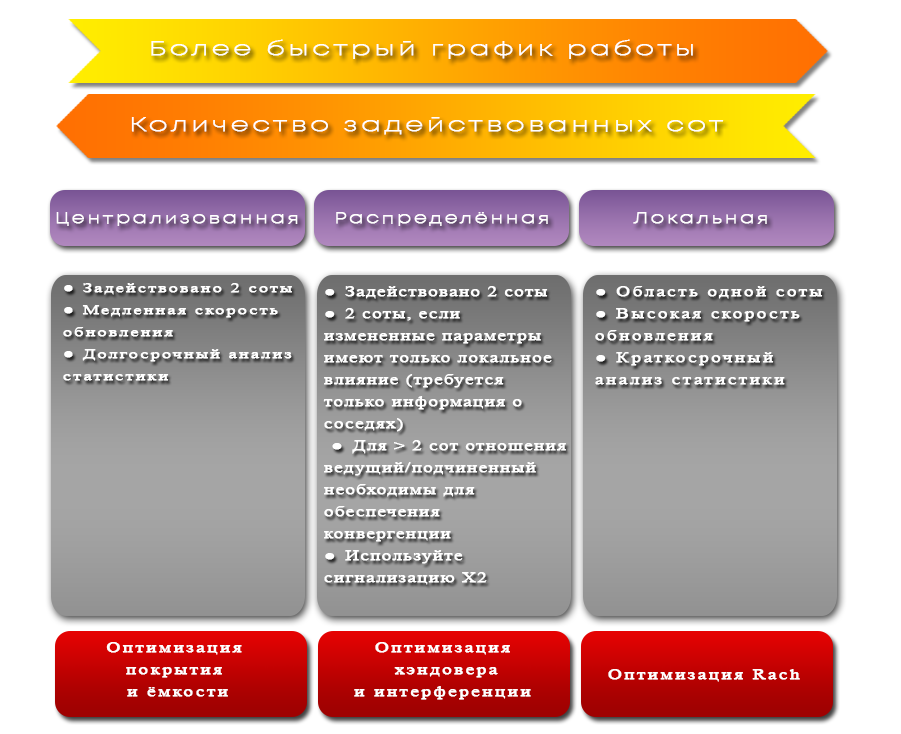 Более быстрый график работы
Количество задействованных сот
Централизованная
Распределённая
Локальная
● Задействовано 2 соты
● Медленная скорость
обновления
● Долгосрочный анализ
статистики
● Задействовано 2 соты
● 2 соты, если
измененные параметры
имеют только локальное
влияние (требуется
только информация о
соседях)
● Для > 2 сот отношения
ведущий/подчиненный
необходимы для
обеспечения
конвергенции
● Используйте
сигнализацию X2
● Область одной соты
● Высокая скорость
обновления
● Краткосрочный
анализ статистики
Оптимизация
покрытия
и ёмкости
Оптимизация
хэндовера
и интерференции
Оптимизация Rach